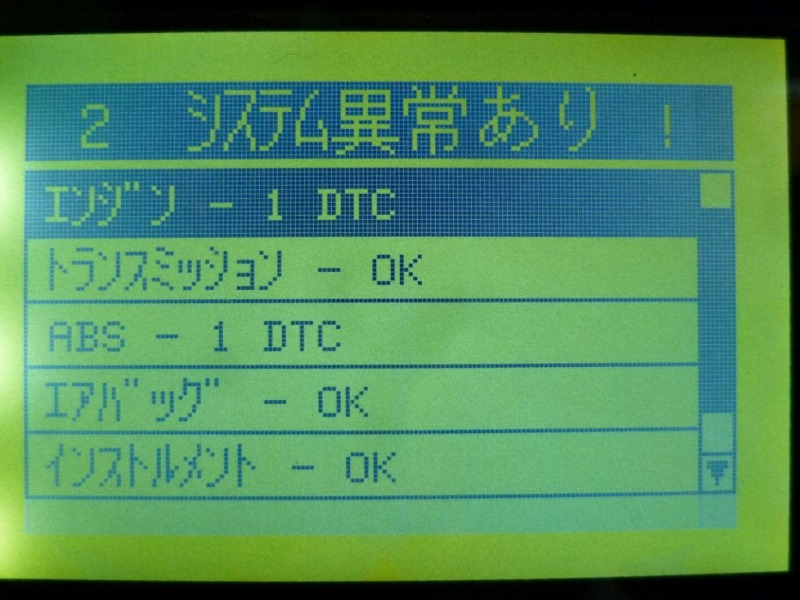 2 システム異常あり !
エンジン - 1 DTC
トランスミッション - OK
ABS - 1 DTC
エアバッグ - OK
インストルメント - OK